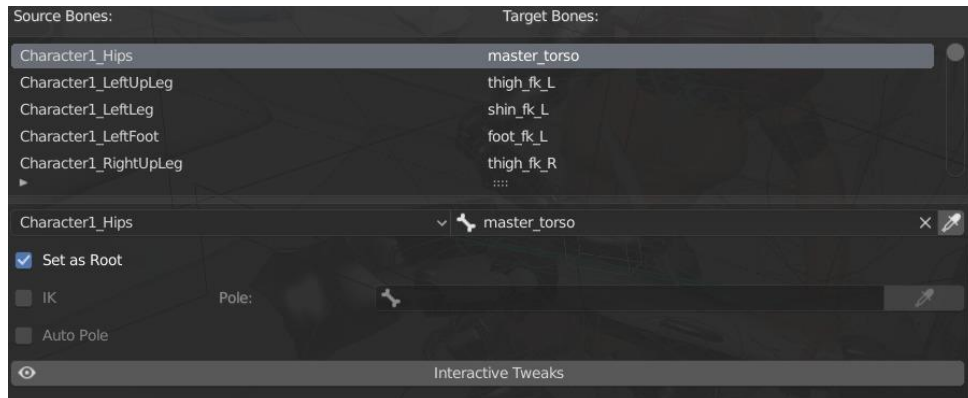 Source Bones: Target Bones:
Character1_Hips master_torso
Character1_LeftUpLeg thigh_fk_L
Character1_LeftLeg shin_fk_L
Character1_LeftFoot foot_fk_L
Character1_RightUpLeg thigh_fk_R
Character1_Hips master_torso
Set as Root
IK Pole:
Auto Pole
Interactive Tweaks